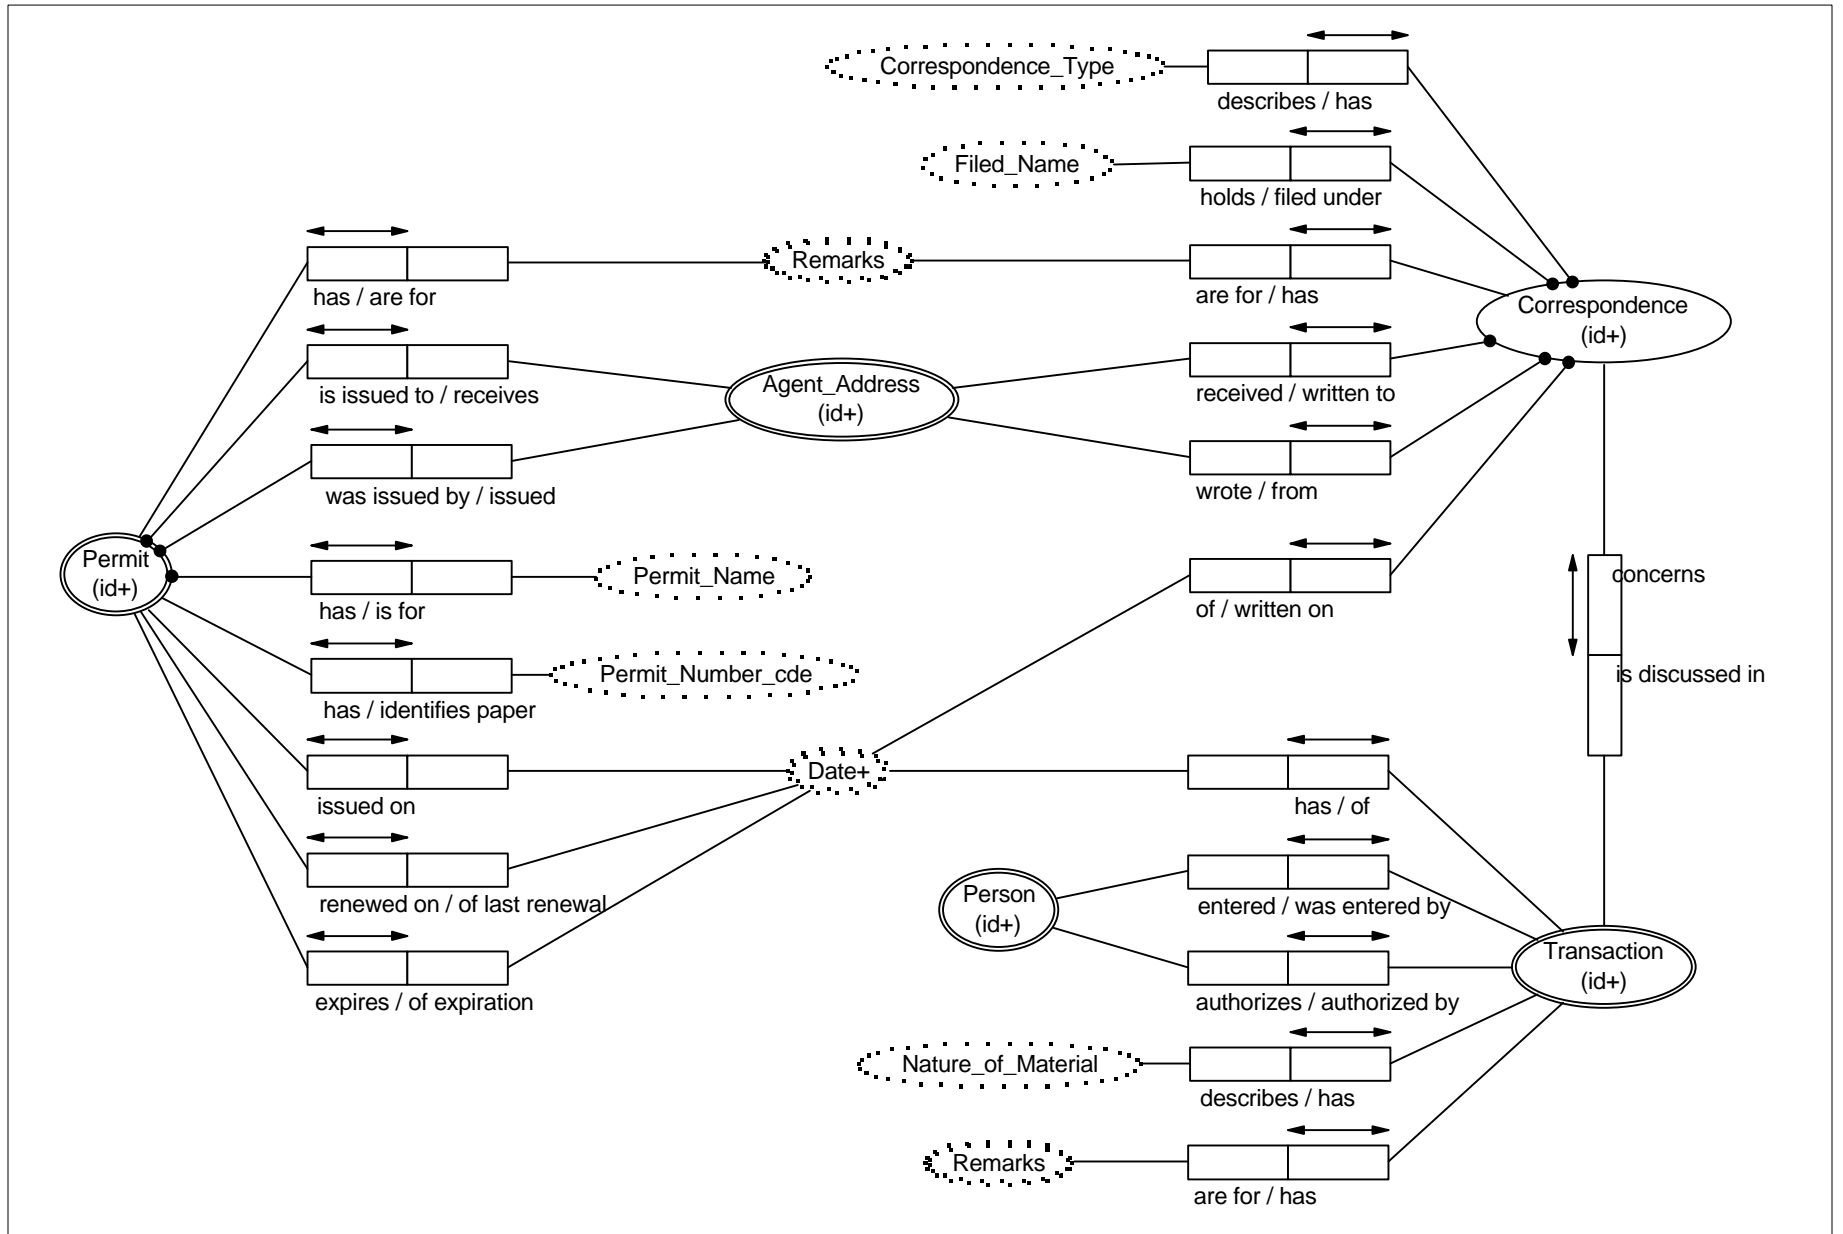 Correspondence_Type
describes / has
Filed_Name
holds / filed under
Remarks
has / are for
are for / has
Correspondence
(id+)
is issued to / receives
Agent_Address
(id+)
received / written to
was issued by / issued
wrote / from
Permit
(id+)
has / is for
Permit_Name
of / written on
concerns
is discussed in
has / identifies paper
Permit_Number_cde
issued on
Date+
has / of
renewed on / of last renewal
Person
(id+)
entered / was entered by
expires / of expiration
authorizes / authorized by
Transaction
(id+)
Nature_of_Material
describes / has
Remarks
are for / has